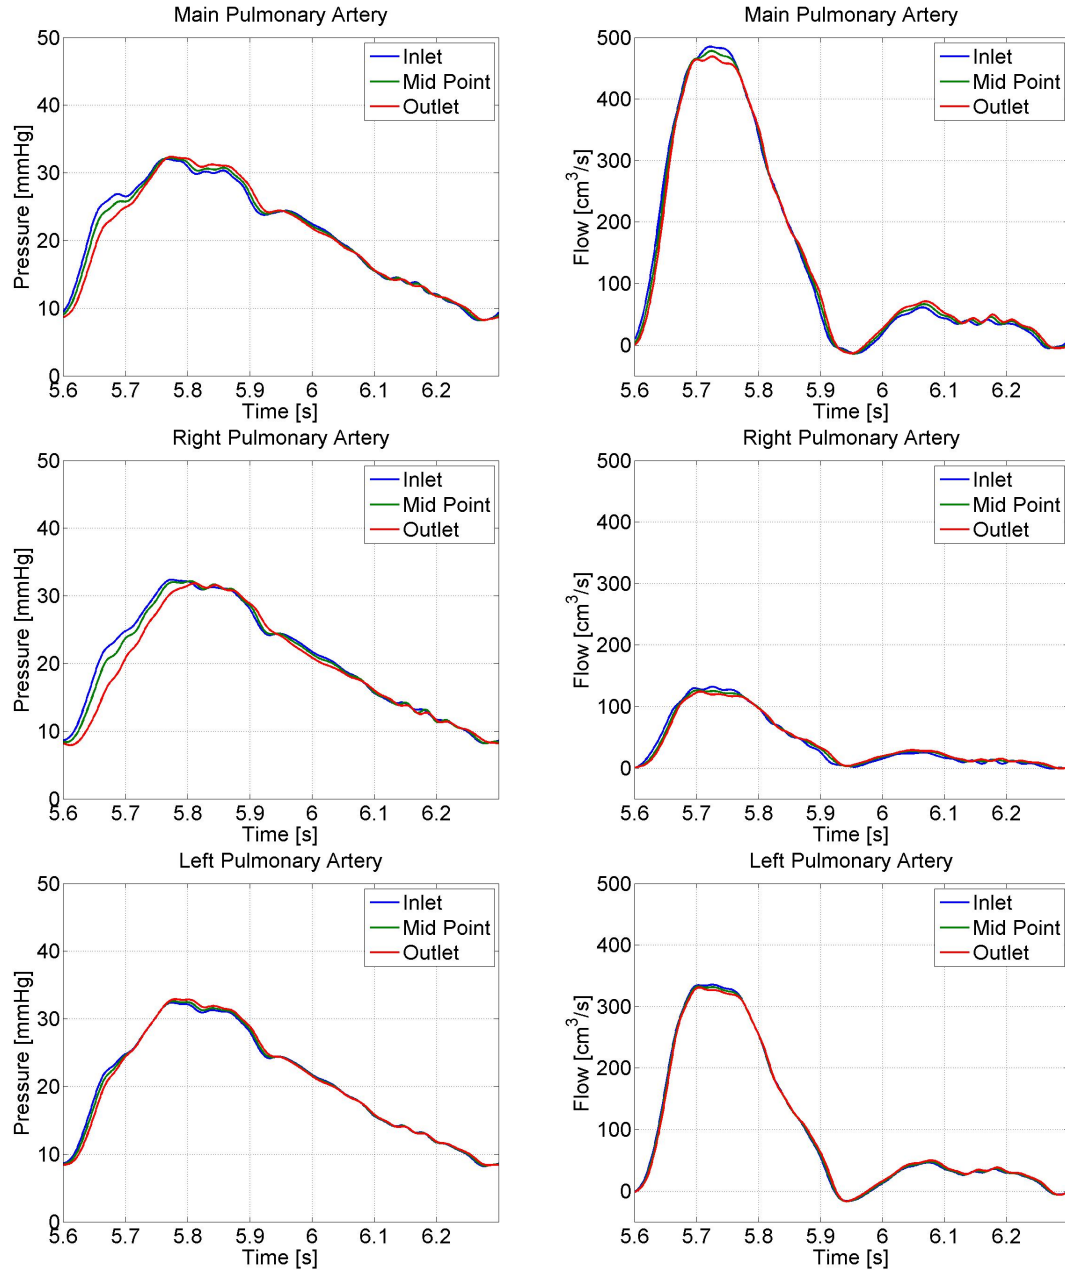 Main Pulmonary Artery
50
40
30
20
10
0
Pressure [mmHg]
Inlet
Mid Point
Outlet
5.6 5.7 5.8 5.9 6 6.1 6.2
Time [s]
Main Pulmonary Artery
500
400
300
200
100
0
Flow [cm³/s]
Inlet
Mid Point
Outlet
5.6 5.7 5.8 5.9 6 6.1 6.2
Time [s]
Right Pulmonary Artery
50
40
30
20
10
0
Pressure [mmHg]
Inlet
Mid Point
Outlet
5.6 5.7 5.8 5.9 6 6.1 6.2
Time [s]
Right Pulmonary Artery
500
400
300
200
100
0
Flow [cm³/s]
Inlet
Mid Point
Outlet
5.6 5.7 5.8 5.9 6 6.1 6.2
Time [s]
Left Pulmonary Artery
50
40
30
20
10
0
Pressure [mmHg]
Inlet
Mid Point
Outlet
5.6 5.7 5.8 5.9 6 6.1 6.2
Time [s]
Left Pulmonary Artery
500
400
300
200
100
0
Flow [cm³/s]
Inlet
Mid Point
Outlet
5.6 5.7 5.8 5.9 6 6.1 6.2
Time [s]